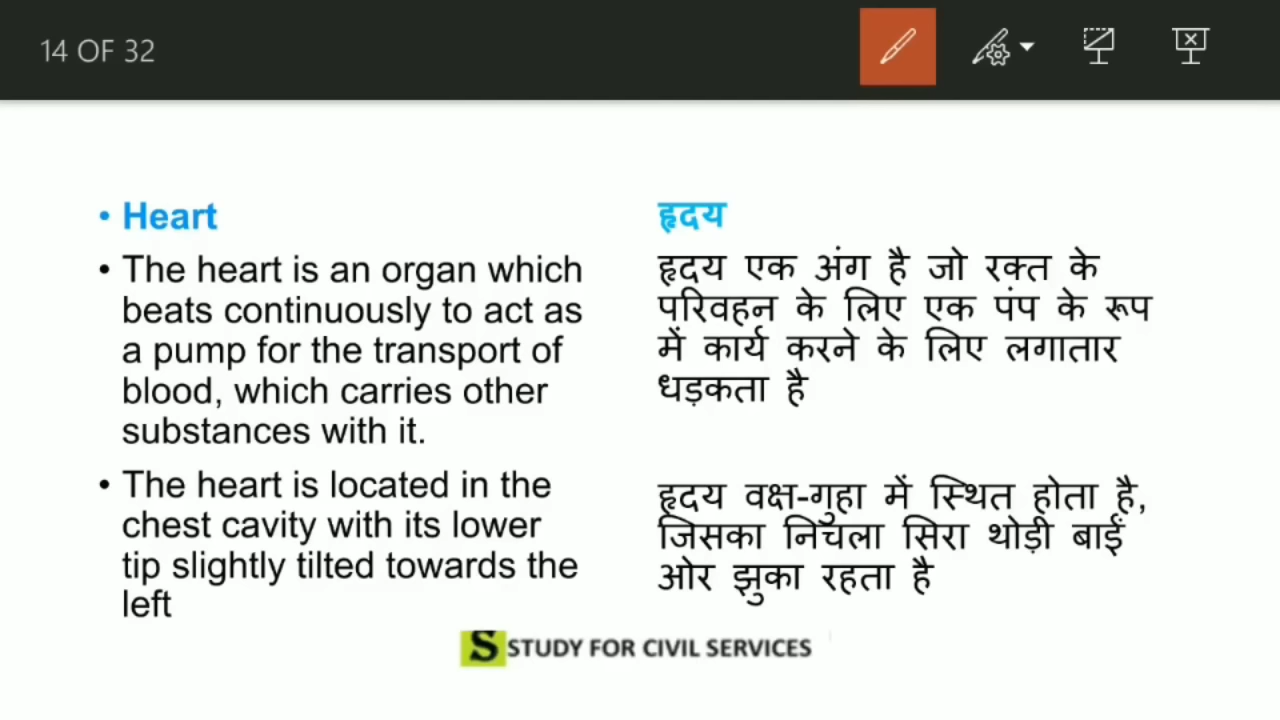 14 OF 32
• Heart
• The heart is an organ which
beats continuously to act as
a pump for the transport of
blood, which carries other
substances with it.
• The heart is located in the
chest cavity with its lower
tip slightly tilted towards the
left
हृदय
हृदय एक अंग है जो रक्त के
परिवहन के लिए एक पंप के रूप
में कार्य करने के लिए लगातार
धड़कता है
हृदय वक्ष-गुहा में स्थित होता है,
जिसका निचला सिरा थोड़ी बाईं
ओर झुका रहता है
S STUDY FOR CIVIL SERVICES